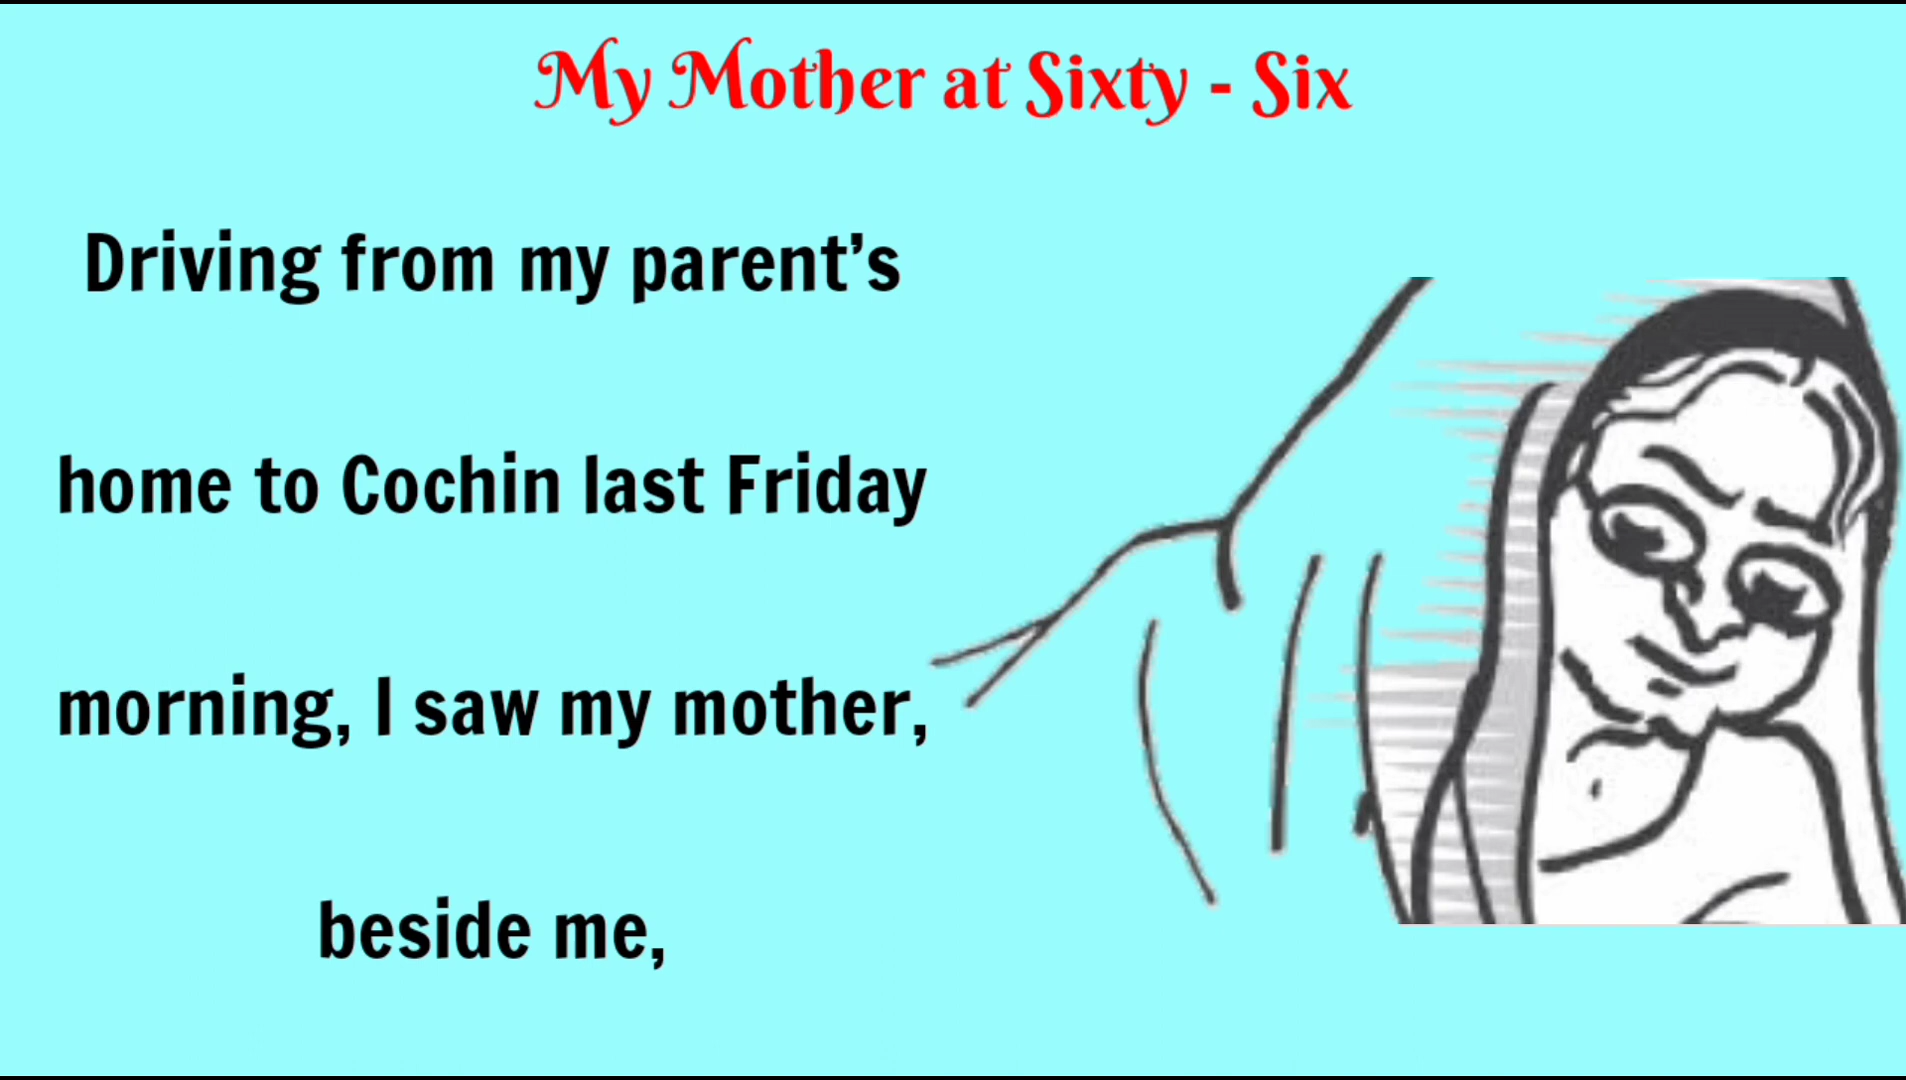 My Mother at Sixty - Six
Driving from my parent’s
home to Cochin last Friday
morning, I saw my mother,
beside me,